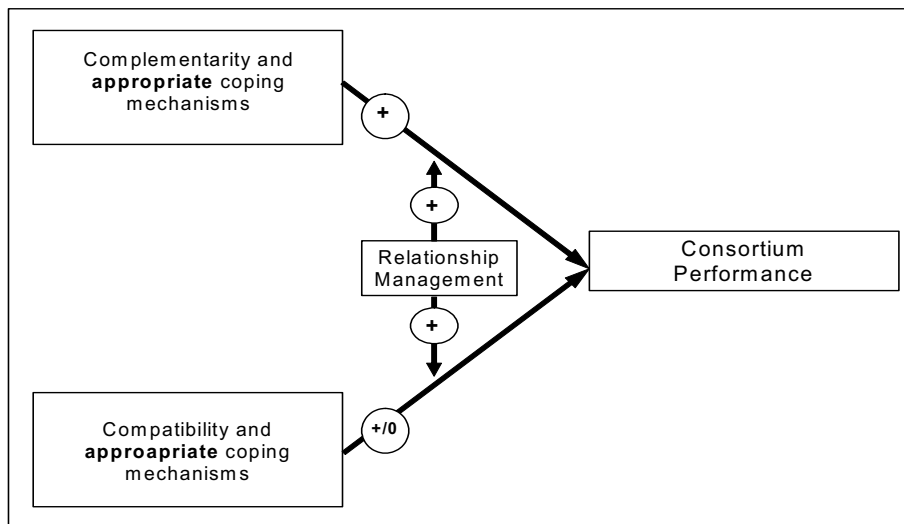 Complementarity and
appropriate coping
mechanisms
+
+
Relationship
Management
Consortium
Performance
+
Compatibility and
approapriate coping
mechanisms
+/0